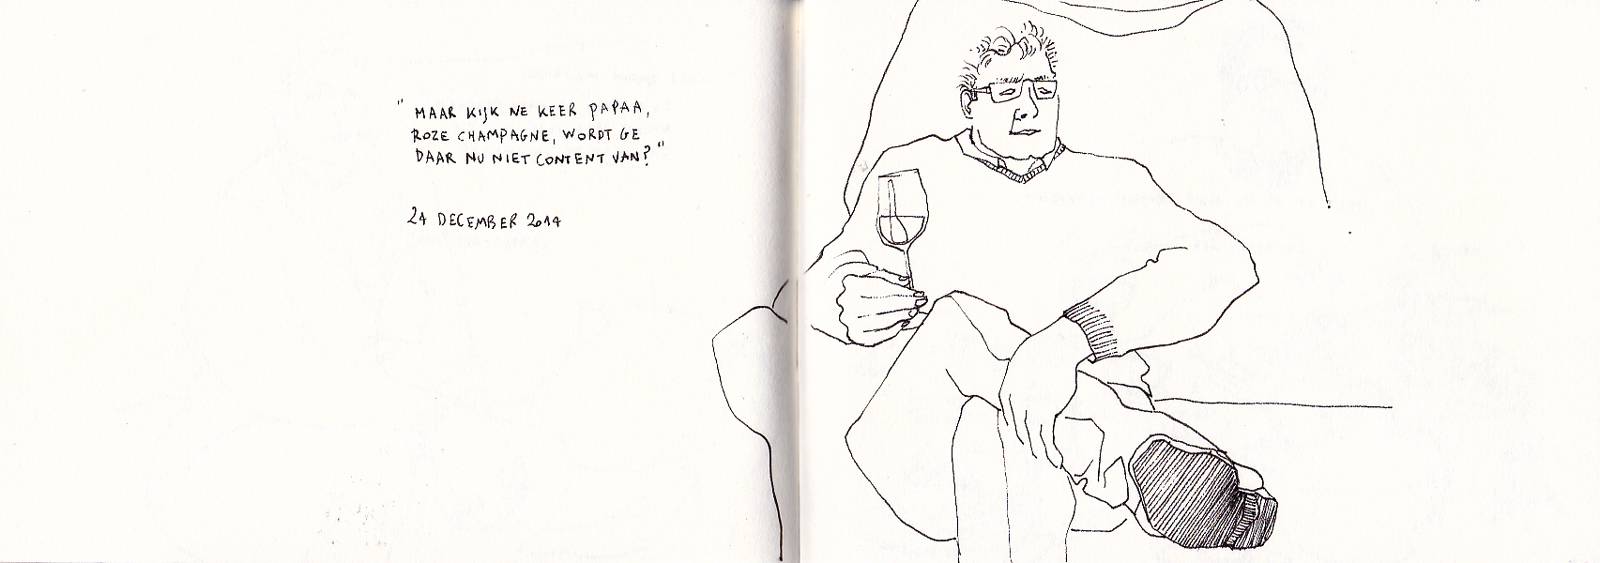 "MAAR KIJK NE KEER PAPAA,
ROZE CHAMPAGNE, WORDT GE
DAAR NU NIET CONTENT VAN?"
24 DECEMBER 2014